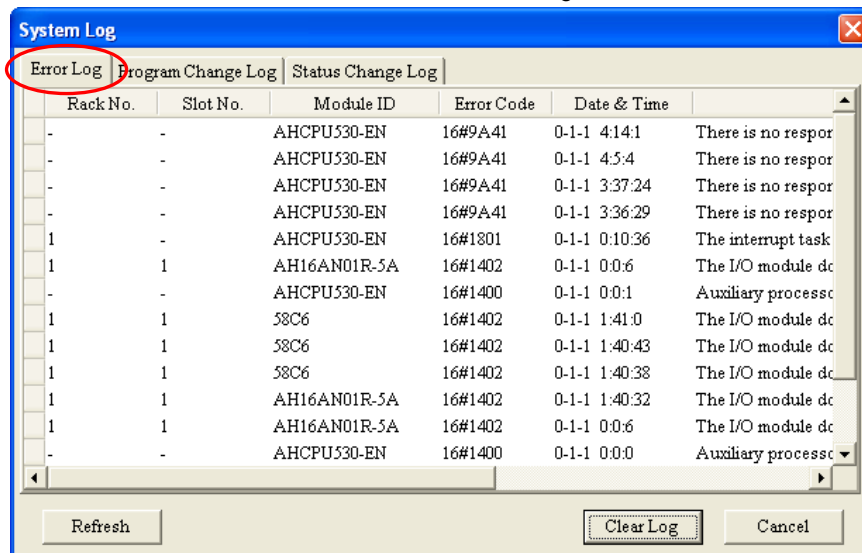 System Log
Error Log Program Change Log Status Change Log
Rack No. Slot No. Module ID Error Code Date & Time
- - AHCPU530-EN 16#9A41 0-1-1 4:14:1 There is no respor
- - AHCPU530-EN 16#9A41 0-1-1 4:5:4 There is no respor
- - AHCPU530-EN 16#9A41 0-1-1 3:37:24 There is no respor
- - AHCPU530-EN 16#9A41 0-1-1 3:36:29 There is no respor
1 - AHCPU530-EN 16#1801 0-1-1 0:10:36 The interrupt task
1 1 AH16AN01R-5A 16#1402 0-1-1 0:0:6 The I/O module do
- - AHCPU530-EN 16#1400 0-1-1 0:0:1 Auxiliary processo
1 1 58C6 16#1402 0-1-1 1:41:0 The I/O module do
1 1 58C6 16#1402 0-1-1 1:40:43 The I/O module do
1 1 58C6 16#1402 0-1-1 1:40:38 The I/O module do
1 1 AH16AN01R-5A 16#1402 0-1-1 1:40:32 The I/O module do
1 1 AH16AN01R-5A 16#1402 0-1-1 0:0:6 The I/O module do
- - AHCPU530-EN 16#1400 0-1-1 0:0:0 Auxiliary processo
Refresh Clear Log Cancel